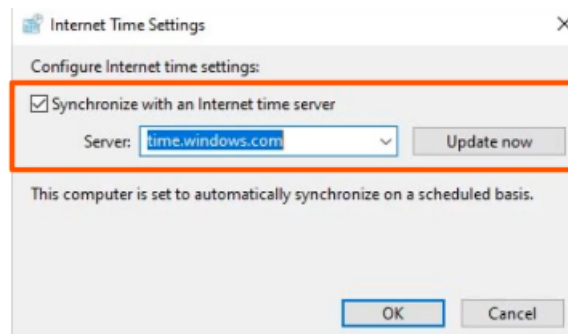 Internet Time Settings
Configure Internet time settings:
Synchronize with an Internet time server
Server: time.windows.com Update now
This computer is set to automatically synchronize on a scheduled basis.
OK Cancel